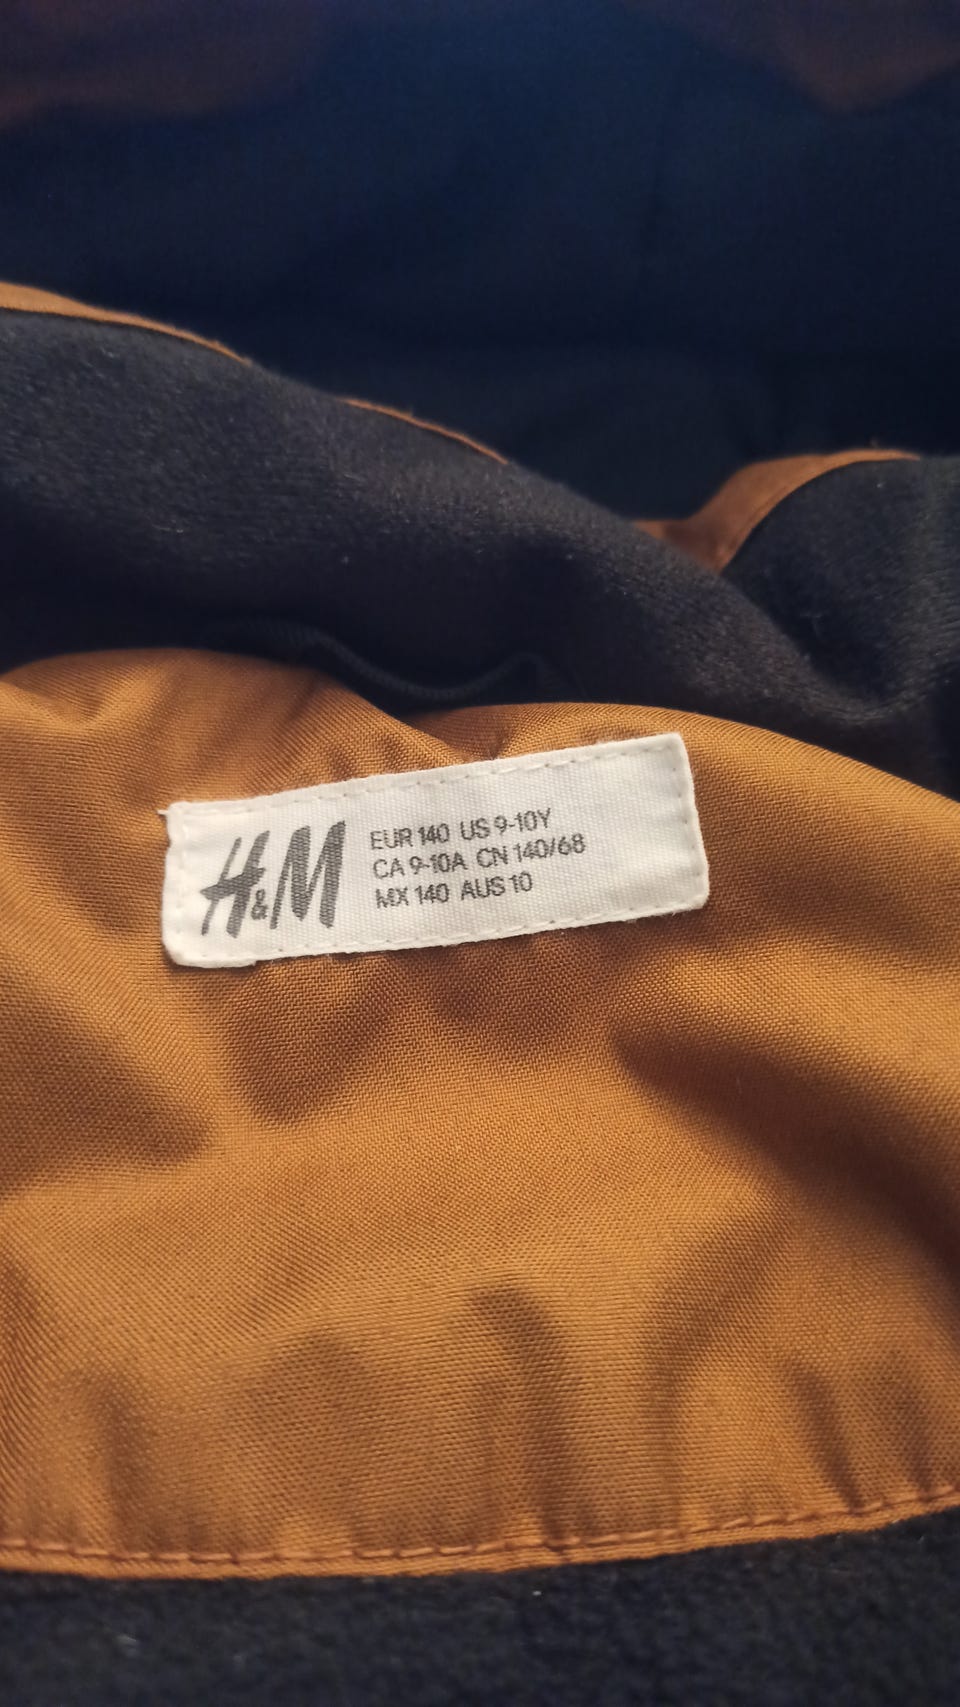 H&M
EUR 140 US 9-10Y
CA 9-10A CN 140/68
MX 140 AUS 10